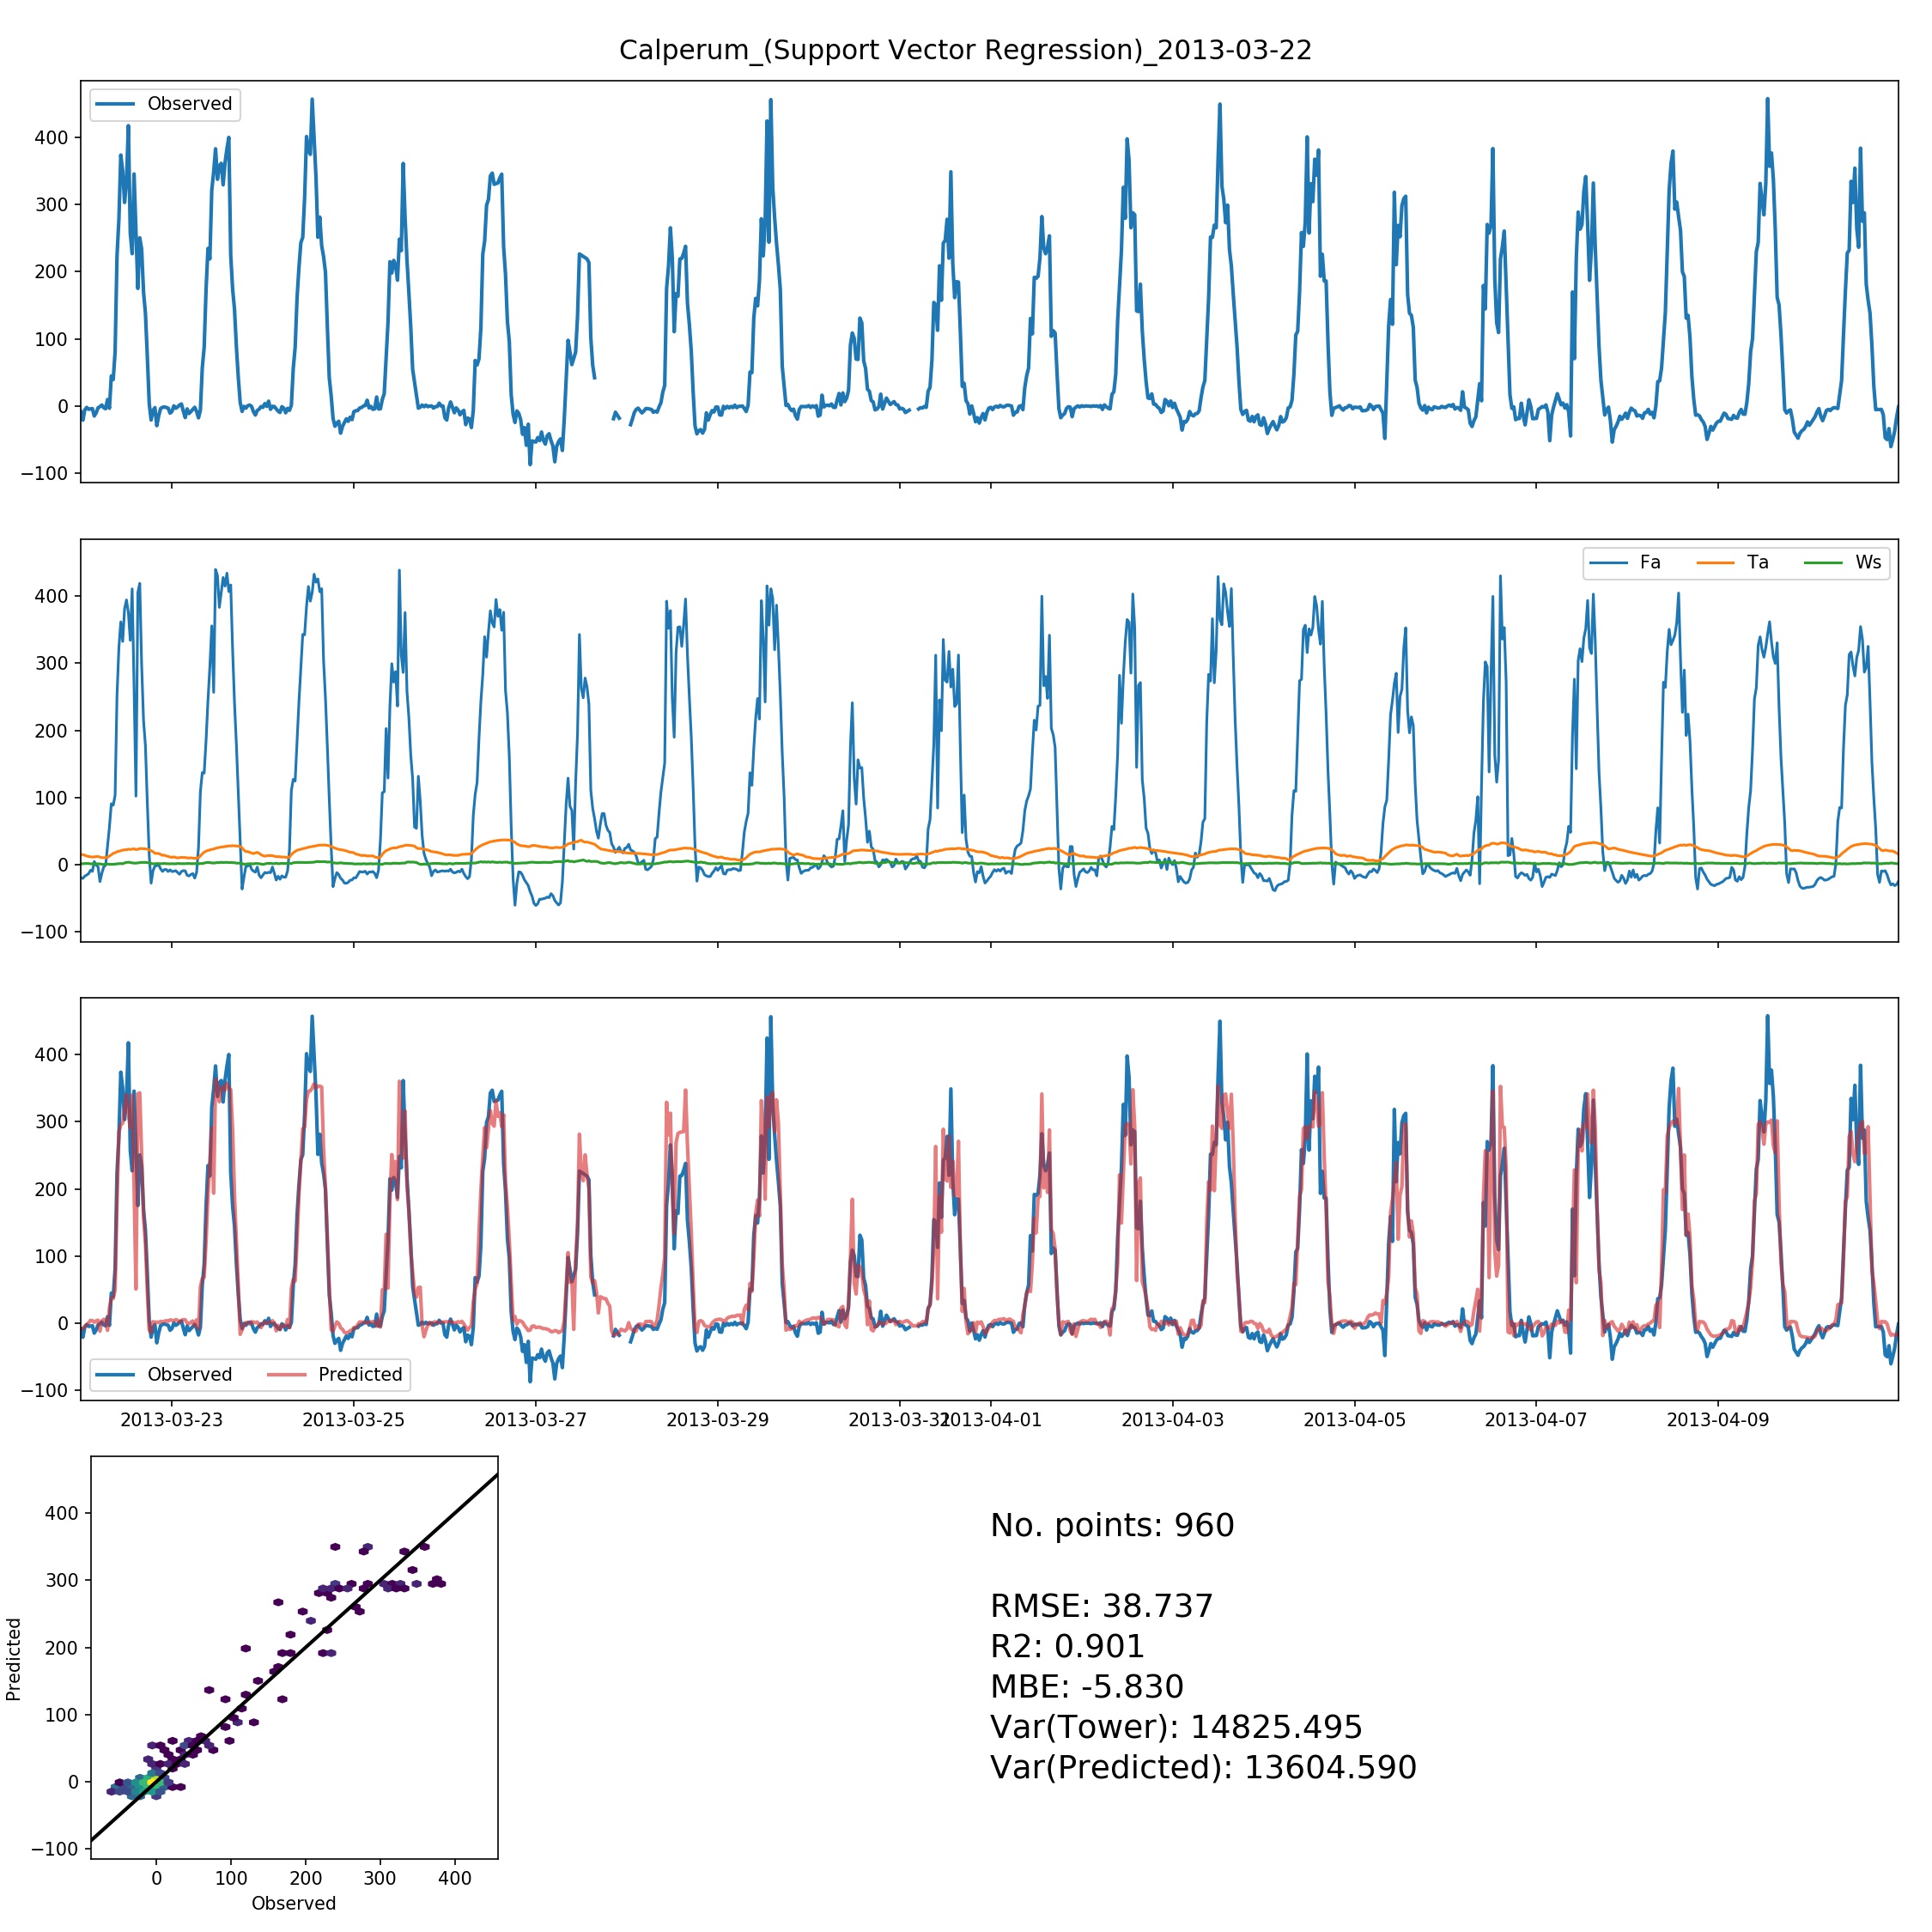 Calperum_(Support Vector Regression)_2013-03-22
Observed
400
300
200
100
0
−100
Fa Ta Ws
400
300
200
100
0
−100
400
300
200
100
0
−100
Observed Predicted
2013-03-23 2013-03-25 2013-03-27 2013-03-29 2013-03-31 2013-04-01 2013-04-03 2013-04-05 2013-04-07 2013-04-09
Predicted
400
300
200
100
0
−100
0 100 200 300 400
Observed
No. points: 960
RMSE: 38.737
R2: 0.901
MBE: -5.830
Var(Tower): 14825.495
Var(Predicted): 13604.590